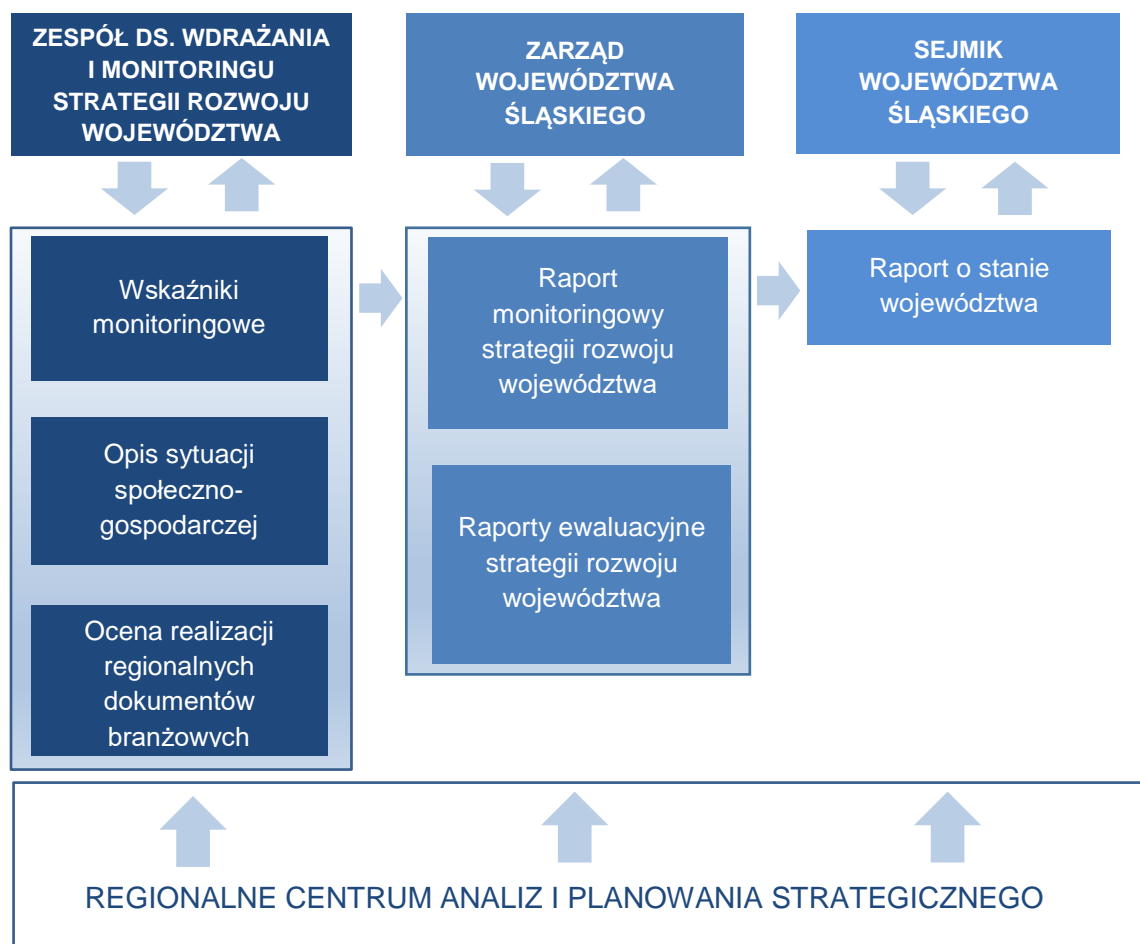 ZESPÓŁ DS. WDRAŻANIA
I MONITORINGU
STRATEGII ROZWOJU
WOJEWÓDZTWA
ZARZĄD
WOJEWÓDZTWA
ŚLĄSKIEGO
SEJMIK
WOJEWÓDZTWA
ŚLĄSKIEGO
Wskaźniki
monitoringowe
Opis sytuacji
społeczno-
gospodarczej
Ocena realizacji
regionalnych
dokumentów
branżowych
Raport
monitoringowy
strategii rozwoju
województwa
Raporty ewaluacyjne
strategii rozwoju
województwa
Raport o stanie
województwa
REGIONALNE CENTRUM ANALIZ I PLANOWANIA STRATEGICZNEGO